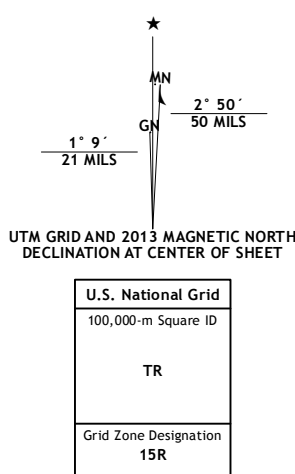 ★
MN
GN
1° 9´
21 MILS
2° 50´
50 MILS
UTM GRID AND 2013 MAGNETIC NORTH
DECLINATION AT CENTER OF SHEET
U.S. National Grid
100,000-m Square ID
TR
Grid Zone Designation
15R